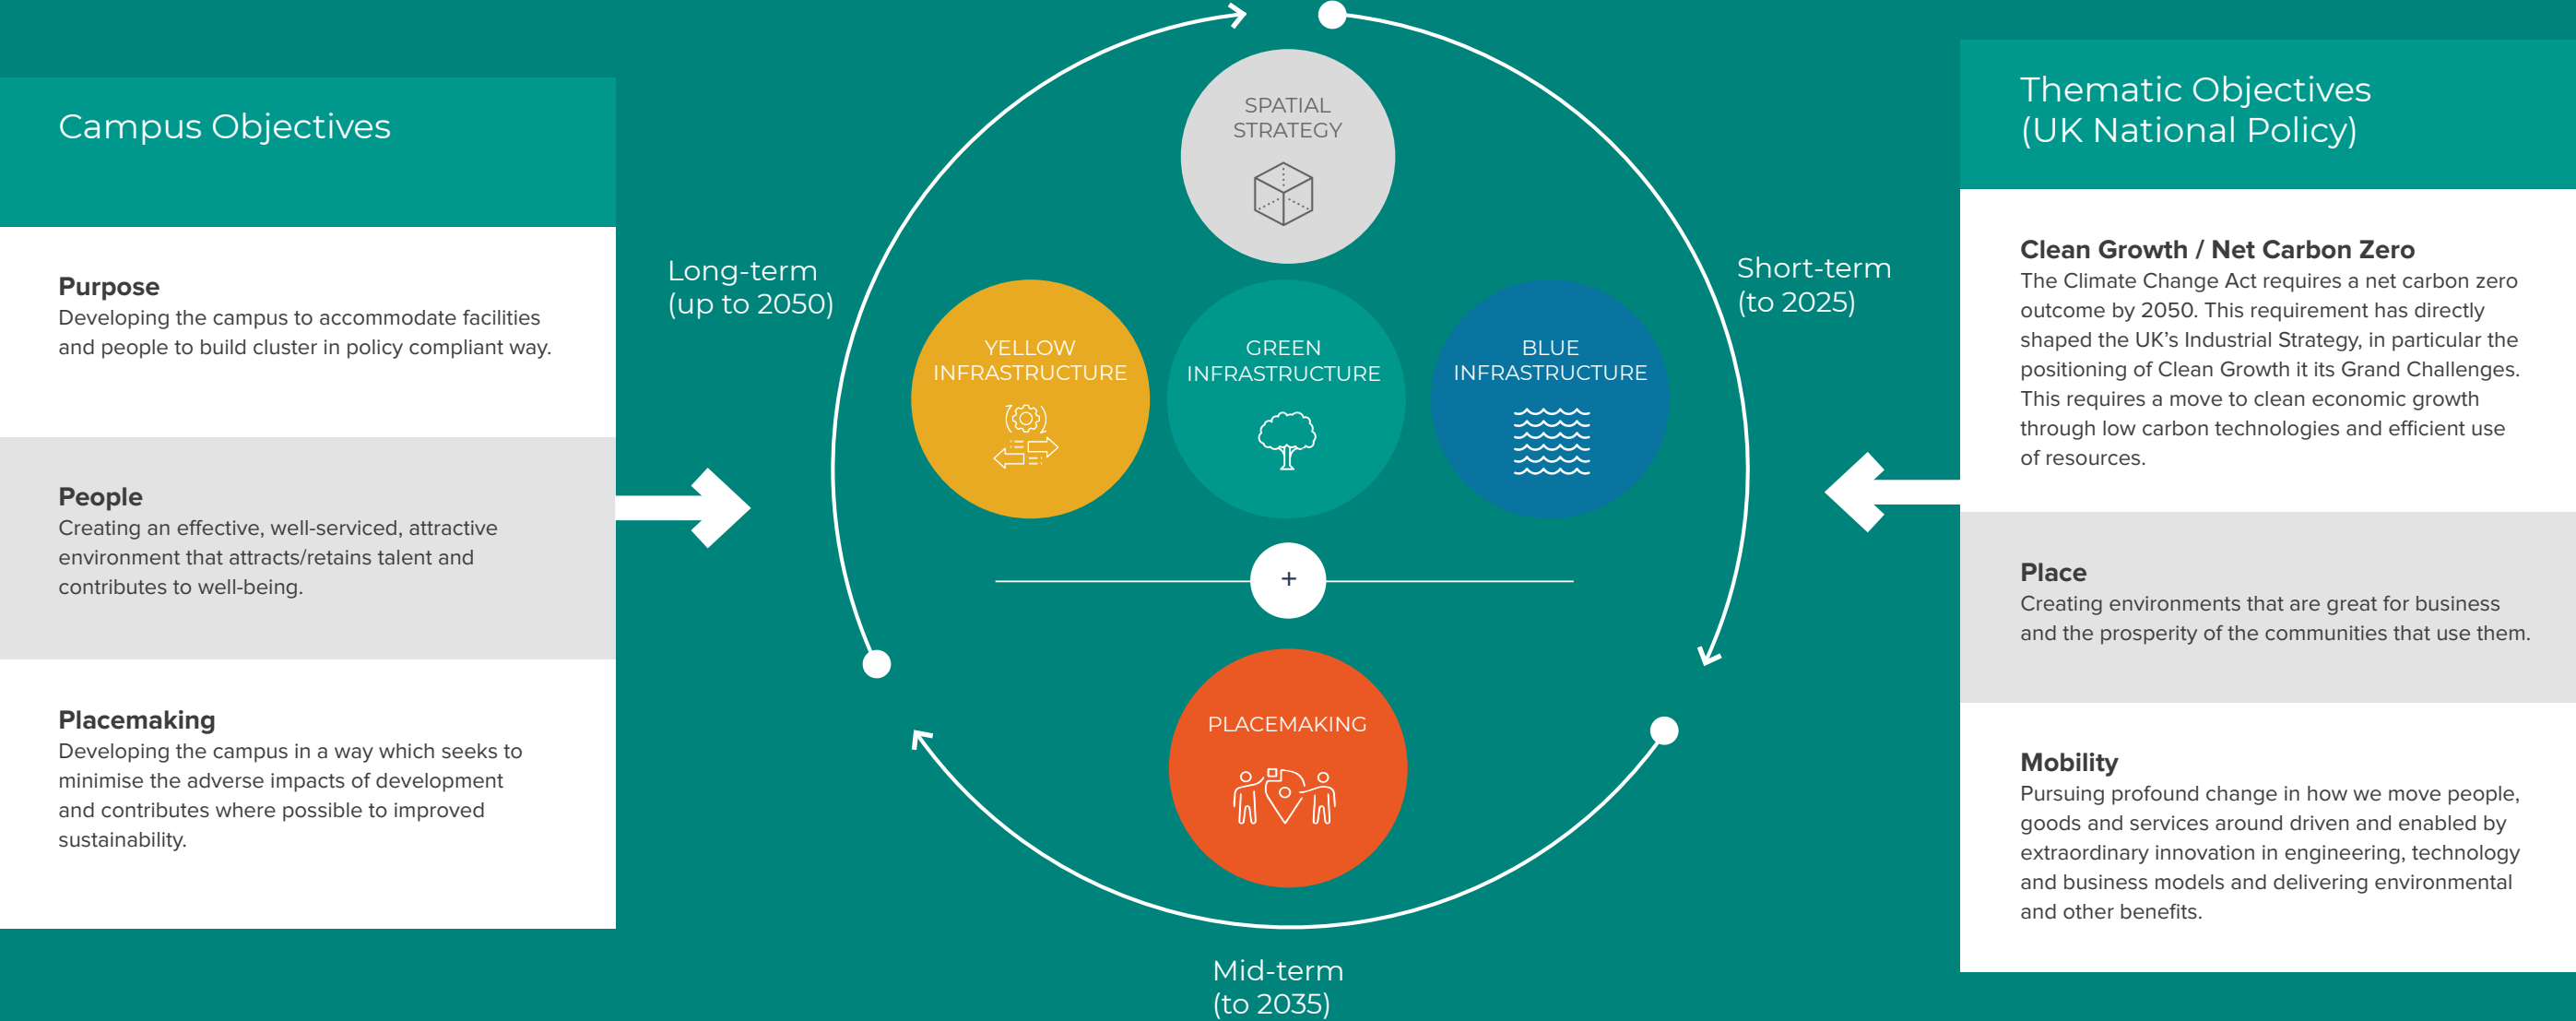 Campus Objectives
Purpose
Developing the campus to accommodate facilities
and people to build cluster in policy compliant way.
People
Creating an effective, well-serviced, attractive
environment that attracts/retains talent and
contributes to well-being.
Placemaking
Developing the campus in a way which seeks to
minimise the adverse impacts of development
and contributes where possible to improved
sustainability.
Long-term
(up to 2050)
SPATIAL
STRATEGY
YELLOW
INFRASTRUCTURE
GREEN
INFRASTRUCTURE
BLUE
INFRASTRUCTURE
+
PLACEMAKING
Short-term
(to 2025)
Mid-term
(to 2035)
Thematic Objectives
(UK National Policy)
Clean Growth / Net Carbon Zero
The Climate Change Act requires a net carbon zero
outcome by 2050. This requirement has directly
shaped the UK's Industrial Strategy, in particular the
positioning of Clean Growth it its Grand Challenges.
This requires a move to clean economic growth
through low carbon technologies and efficient use
of resources.
Place
Creating environments that are great for business
and the prosperity of the communities that use them.
Mobility
Pursuing profound change in how we move people,
goods and services around driven and enabled by
extraordinary innovation in engineering, technology
and business models and delivering environmental
and other benefits.